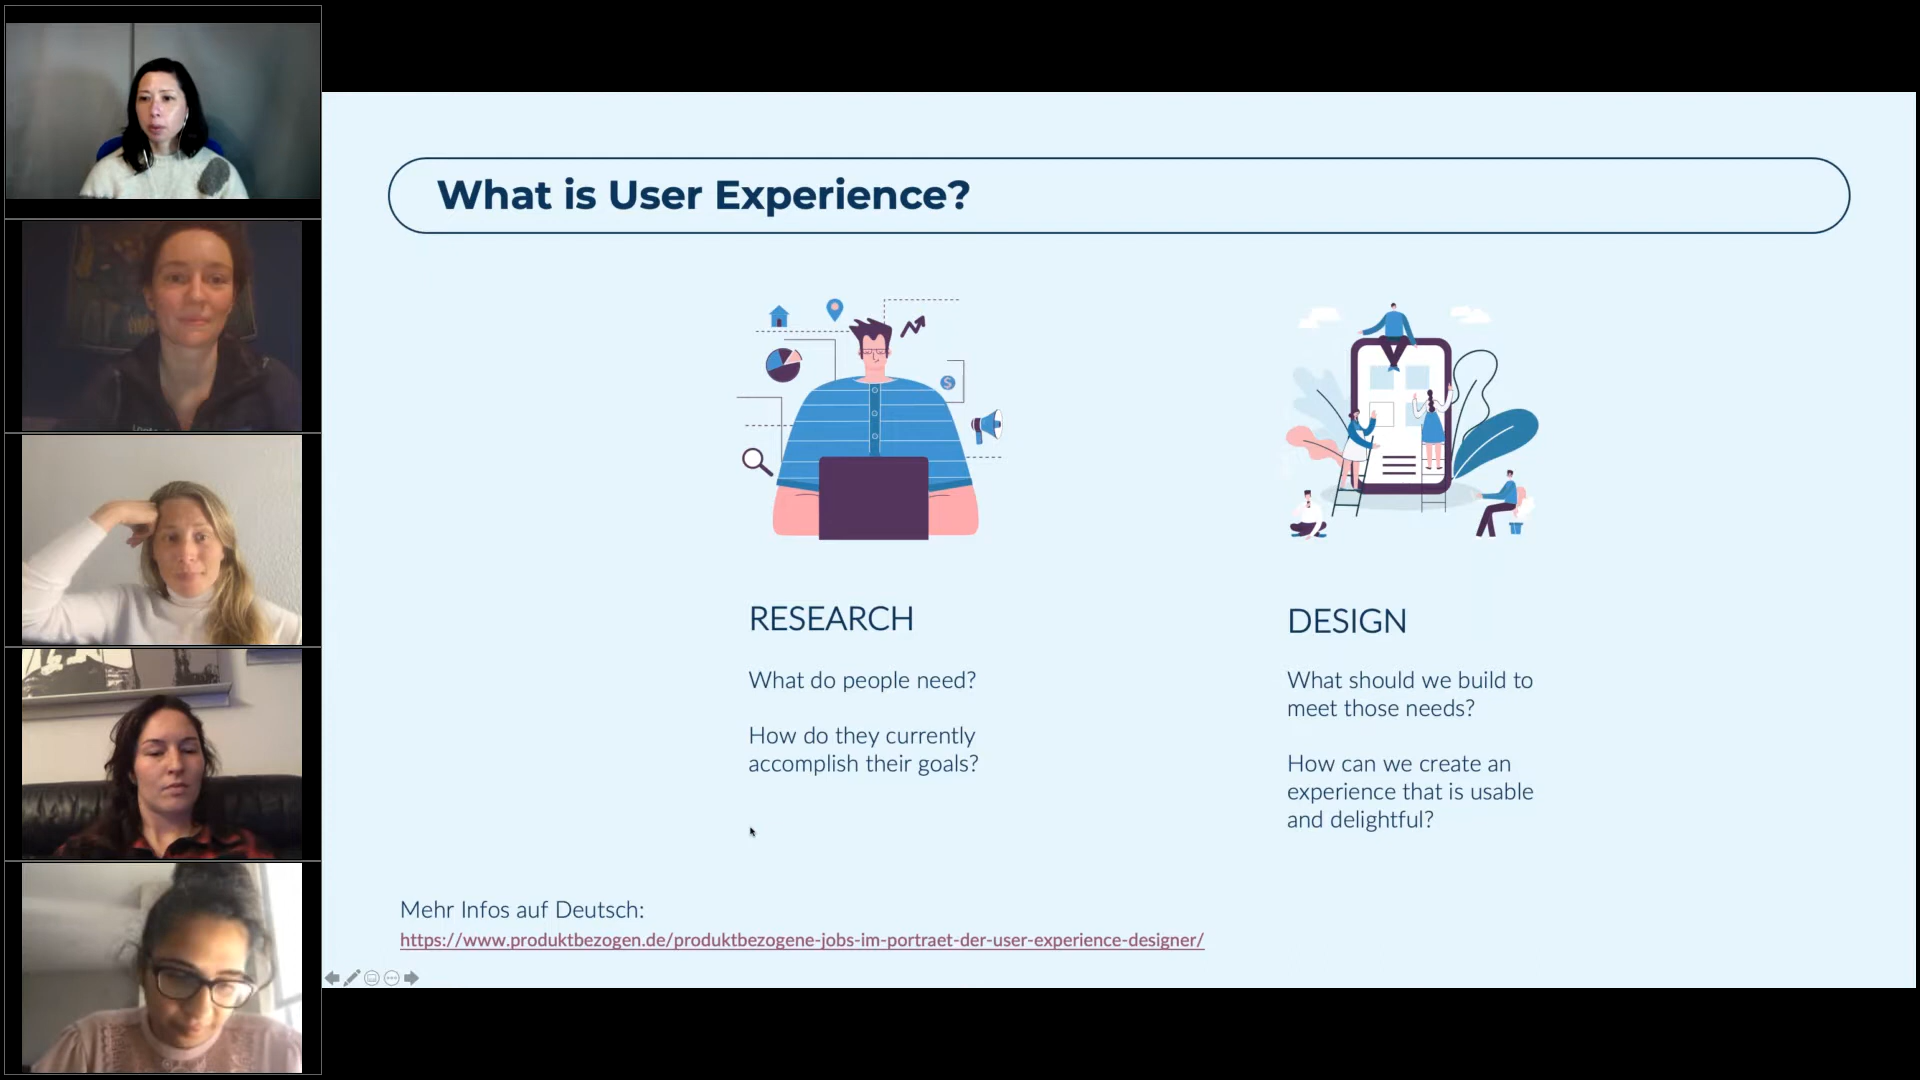 What is User Experience?
RESEARCH
What do people need?
How do they currently
accomplish their goals?
DESIGN
What should we build to
meet those needs?
How can we create an
experience that is usable
and delightful?
Mehr Infos auf Deutsch:
https://www.produktbezogen.de/produktbezogene-jobs-im-portraet-der-user-experience-designer/